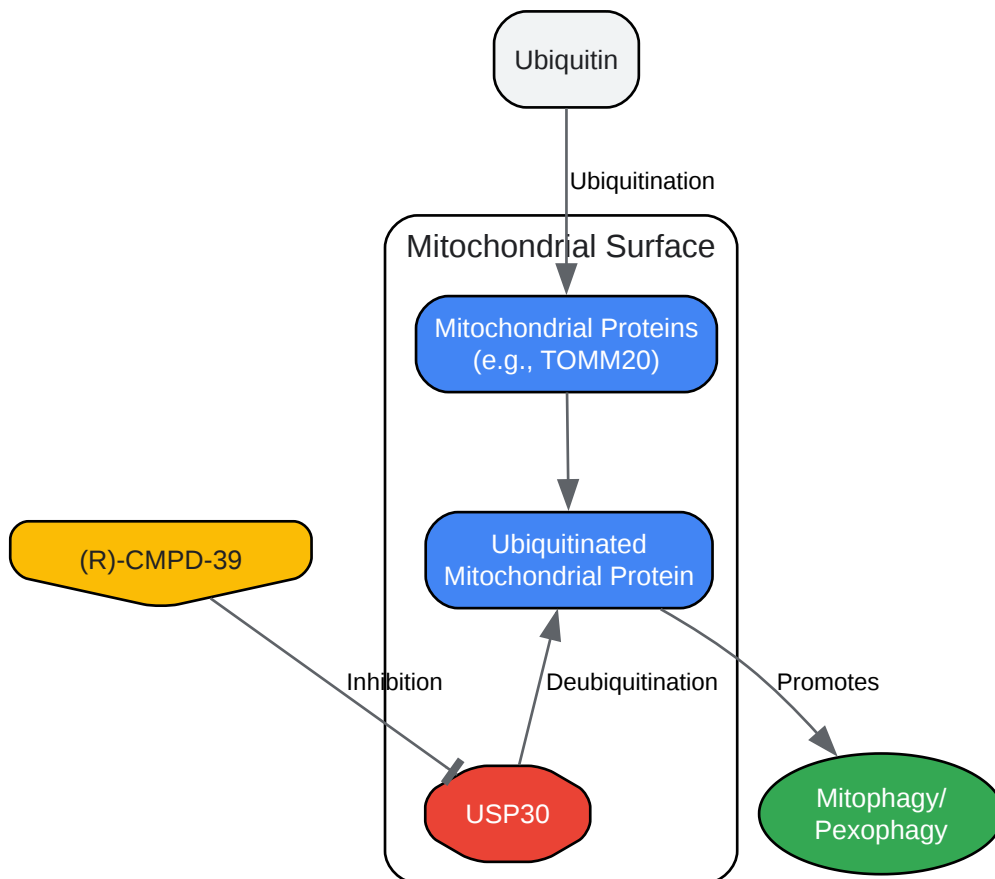 Ubiquitin
Ubiquitination
Mitochondrial Surface
Mitochondrial Proteins
(e.g., TOMM20)
Ubiquitinated
Mitochondrial Protein
(R)-CMPD-39
Inhibition
Deubiquitination
Promotes
USP30
Mitophagy/
Pexophagy